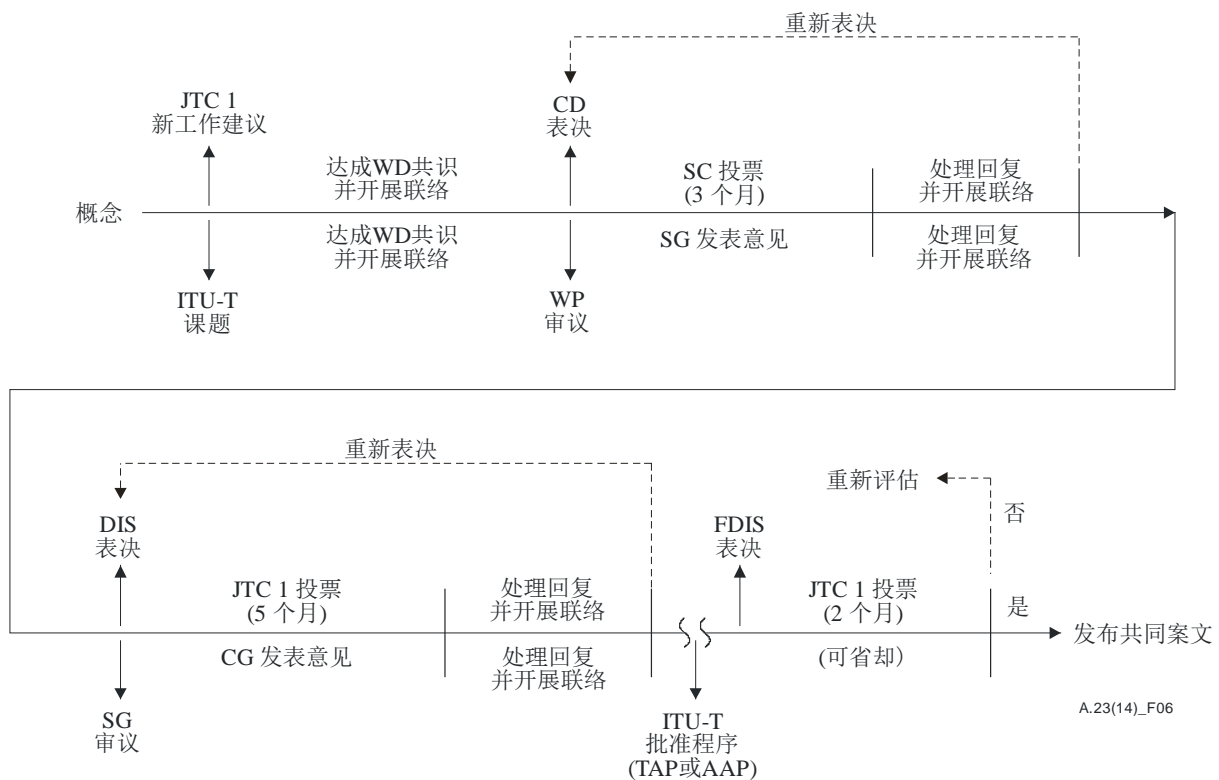 重新表决
JTC 1
新工作建议
CD
表决
达成WD共识
并开展联络
SC 投票
(3 个月)
处理回复
并开展联络
概念
达成WD共识
并开展联络
SG 发表意见
处理回复
并开展联络
ITU-T
课题
WP
审议
重新表决
重新评估
DIS
表决
FDIS
表决
否
JTC 1 投票
(5 个月)
处理回复
并开展联络
JTC 1 投票
(2 个月)
是
发布共同案文
CG 发表意见
处理回复
并开展联络
(可省却）
SG
审议
ITU-T
批准程序
(TAP或AAP)
A.23(14)_F06